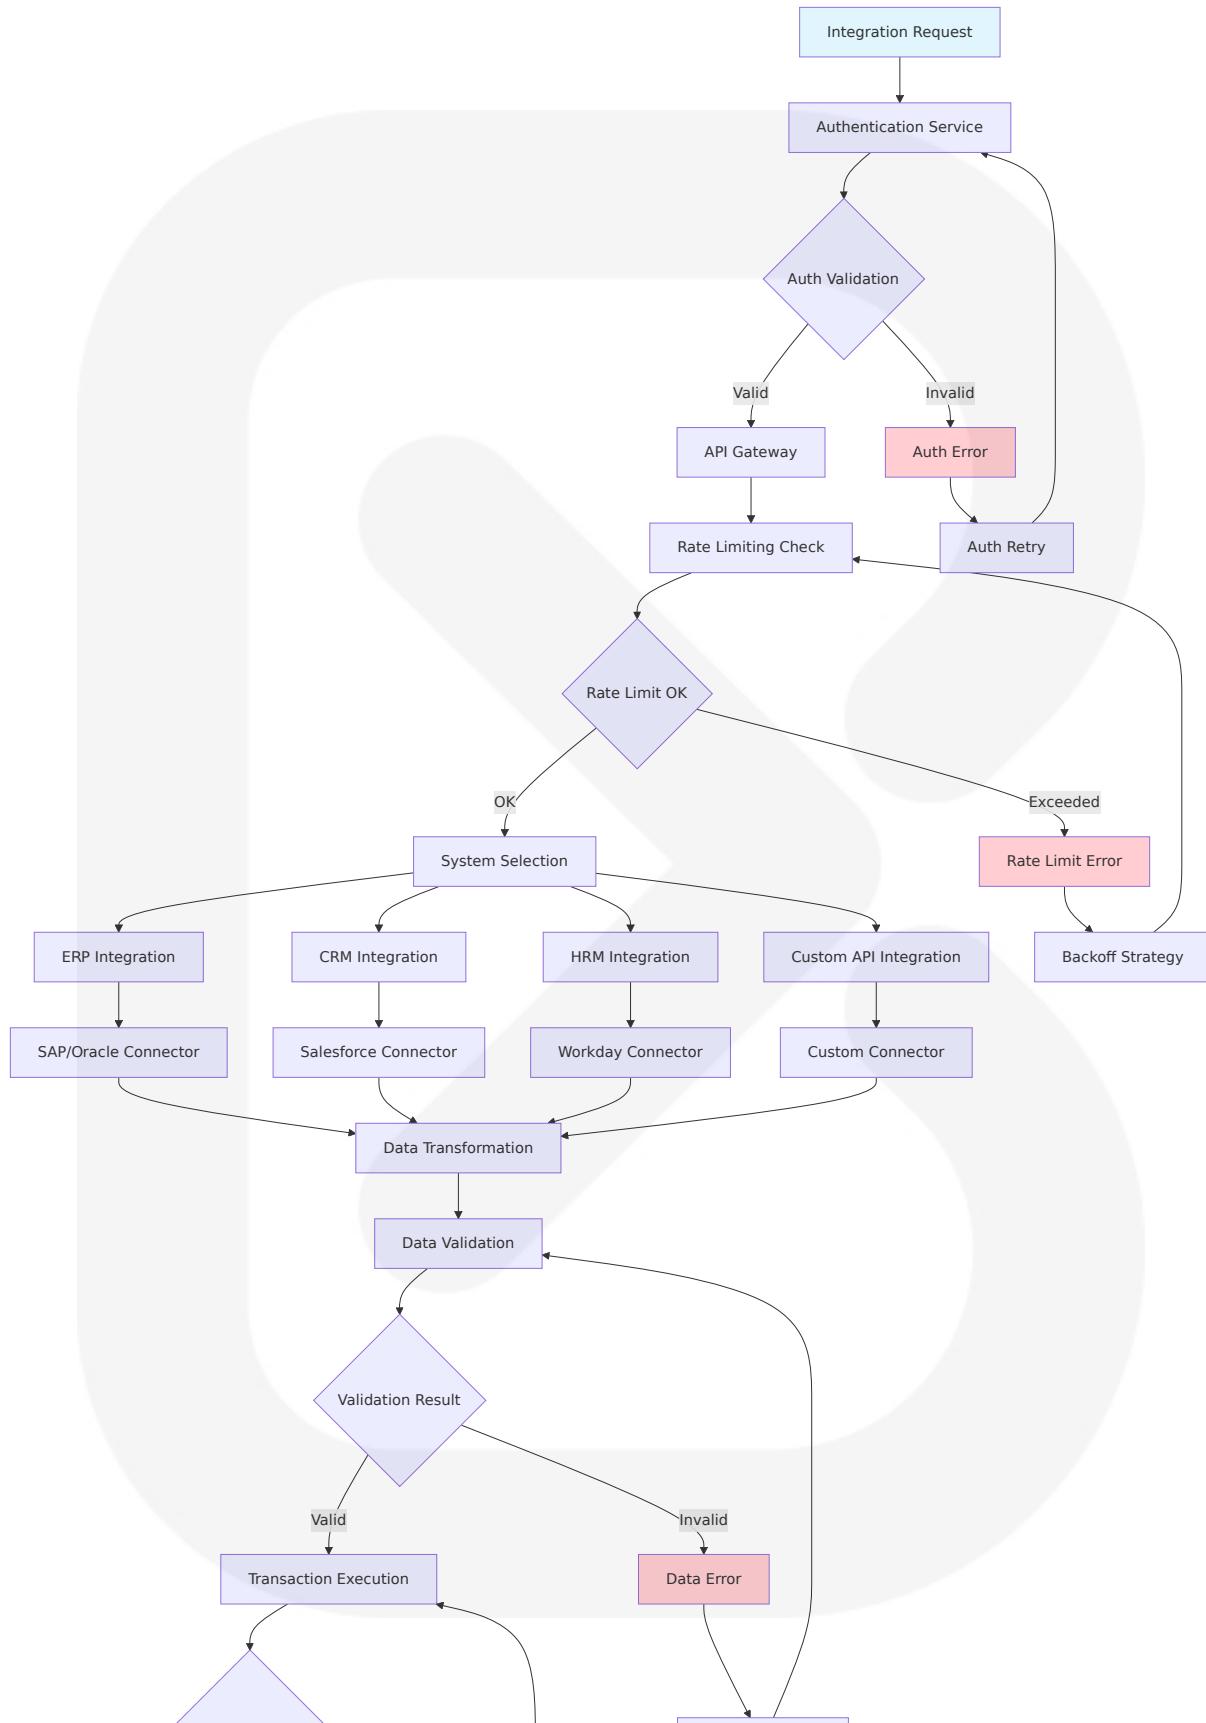 Integration Request
Authentication Service
Auth Validation
Valid
Invalid
API Gateway
Auth Error
Rate Limiting Check
Auth Retry
Rate Limit OK
OK
Exceeded
System Selection
Rate Limit Error
ERP Integration
CRM Integration
HRM Integration
Custom API Integration
Backoff Strategy
SAP/Oracle Connector
Salesforce Connector
Workday Connector
Custom Connector
Data Transformation
Data Validation
Validation Result
Valid
Invalid
Transaction Execution
Data Error